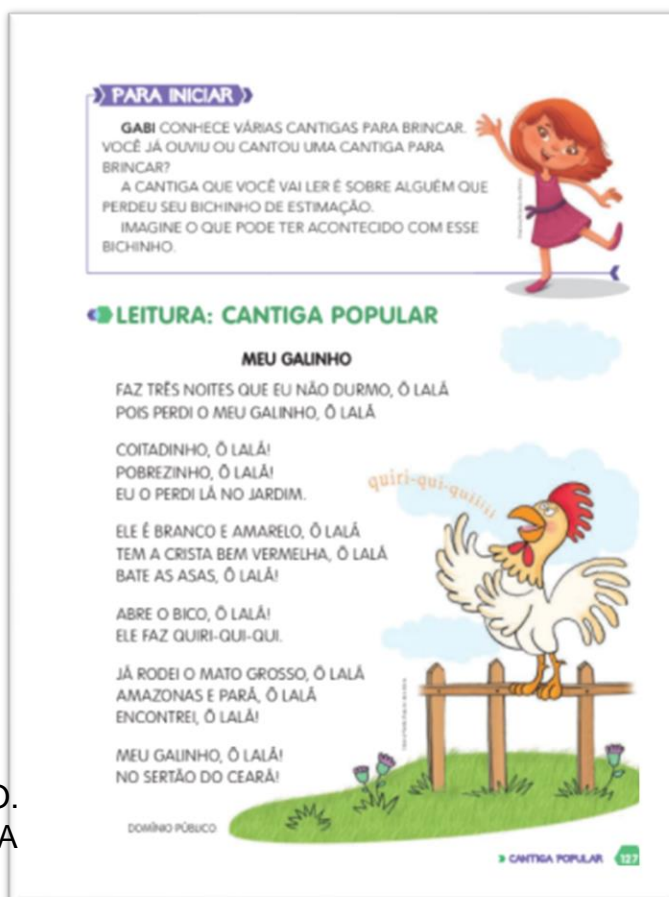 PARA INICIAR
GABI CONHECE VÁRIAS CANTIGAS PARA BRINCAR.
VOCÊ JÁ OUVIU OU CANTOU UMA CANTIGA PARA
BRINCAR?
A CANTIGA QUE VOCÊ VAI LER É SOBRE ALGUÉM QUE
PERDEU SEU BICHINHO DE ESTIMAÇÃO.
IMAGINE O QUE PODE TER ACONTECIDO COM ESSE
BICHINHO.
LEITURA: CANTIGA POPULAR
MEU GALINHO
FAZ TRÊS NOITES QUE EU NÃO DURMO, Ô LALÁ
POIS PERDI O MEU GALINHO, Ô LALÁ
COITADINHO, Ô LALÁ!
POBREZINHO, Ô LALÁ!
EU O PERDI LÁ NO JARDIM.
quiri-qui-quiiiii
ELE É BRANCO E AMARELO, Ô LALÁ
TEM A CRISTA BEM VERMELHA, Ô LALÁ
BATE AS ASAS, Ô LALÁ!
ABRE O BICO, Ô LALÁ!
ELE FAZ QUIRI-QUI-QUI.
JÁ RODEI O MATO GROSSO, Ô LALÁ
AMAZONAS E PARÁ, Ô LALÁ
ENCONTREI, Ô LALÁ!
MEU GALINHO, Ô LALÁ!
NO SERTÃO DO CEARÁ!
O.
A
DOMÍNIO PÚBLICO
CANTIGA POPULAR 127